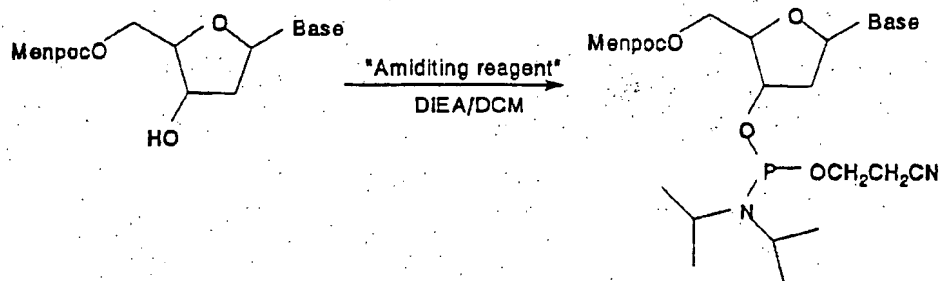 MenpocO
O
Base
HO
"Amiditing reagent"
DIEA/DCM
MenpocO
O
Base
O
P
OCH₂CH₂CN
N